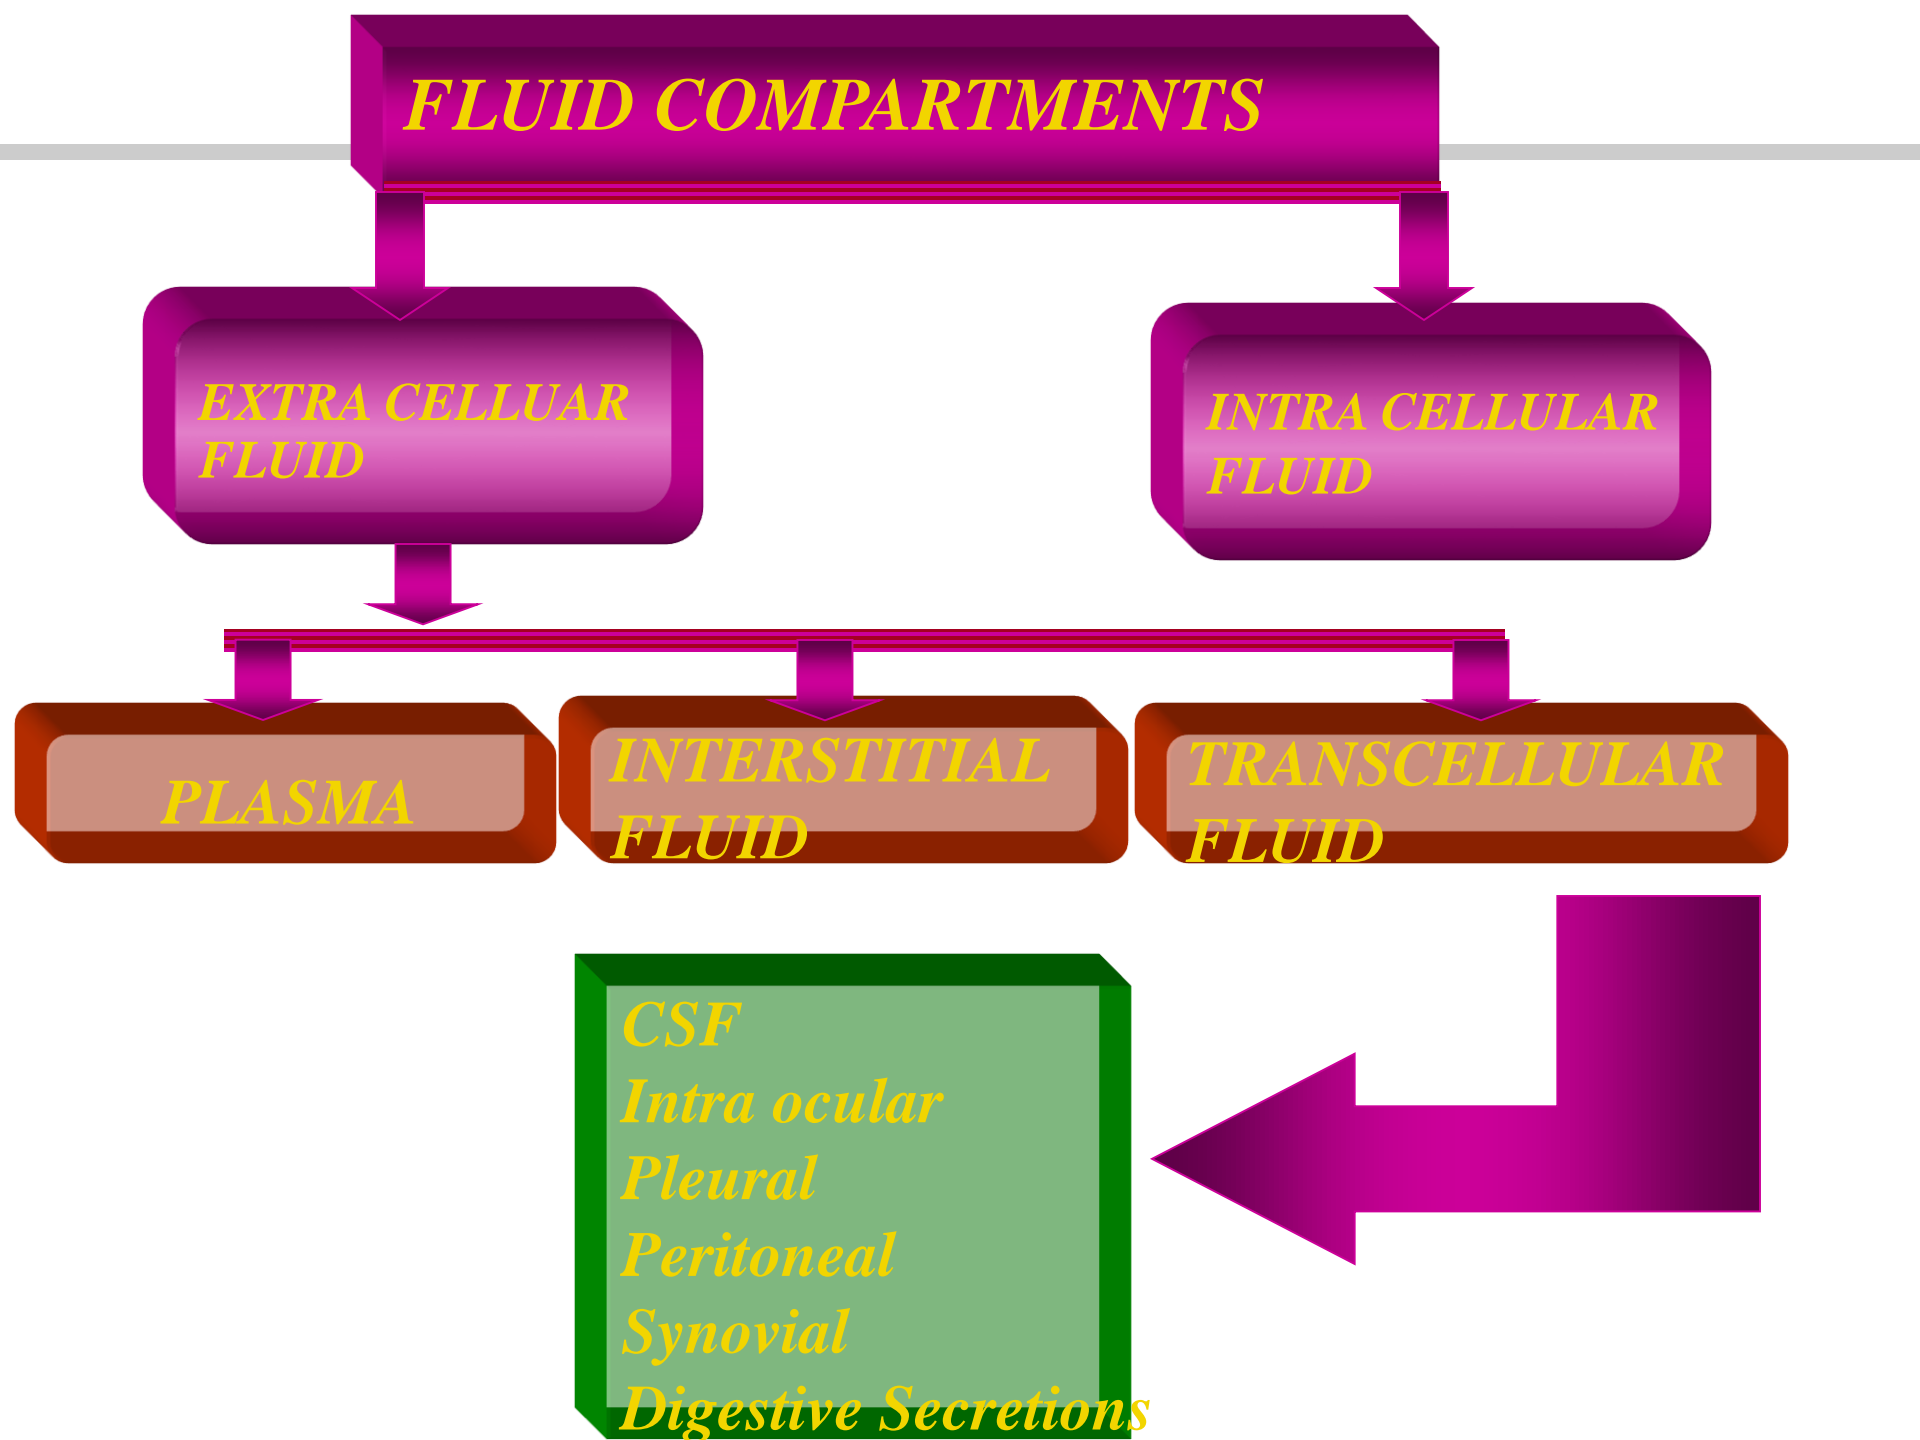 FLUID COMPARTMENTS
EXTRA CELLUAR
FLUID
INTRA CELLULAR
FLUID
PLASMA
INTERSTITIAL
FLUID
TRANSCELLULAR
FLUID
CSF
Intra ocular
Pleural
Peritoneal
Synovial
Digestive Secretions